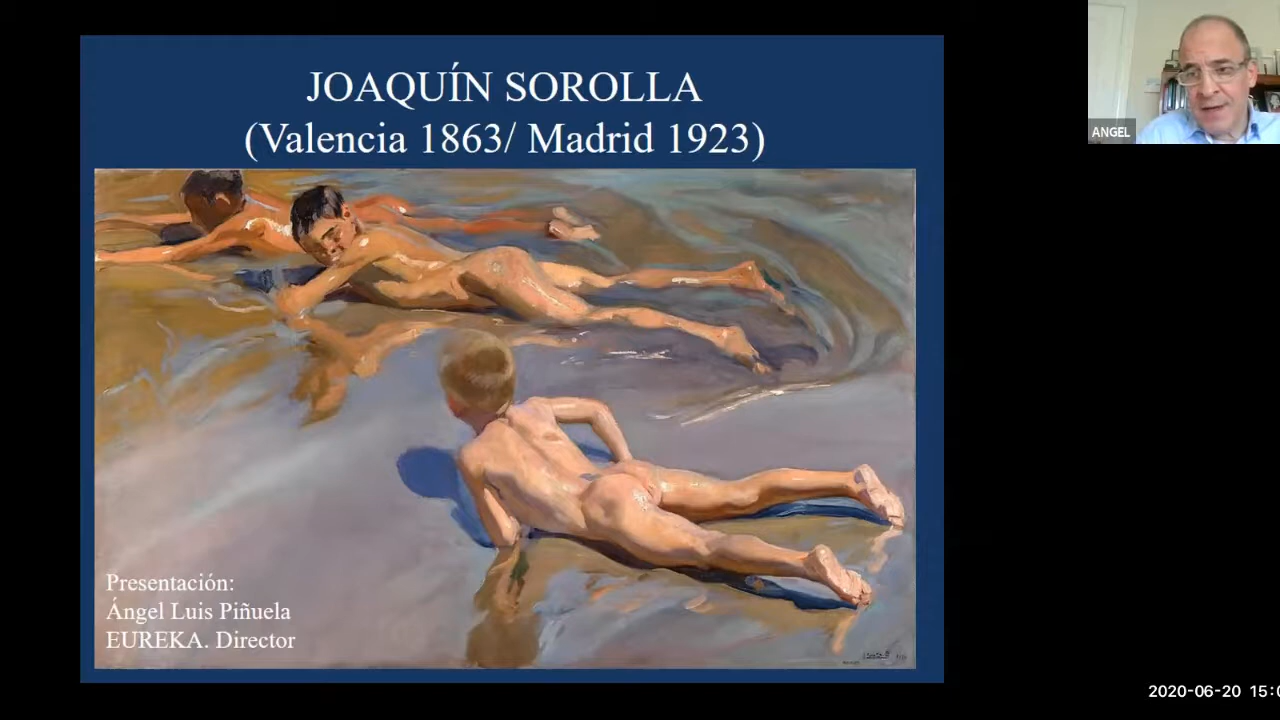 JOAQUÍN SOROLLA
(Valencia 1863/ Madrid 1923)
Presentación:
Ángel Luis Piñuela
EUREKA. Director
ANGEL
2020-06-20 15:0